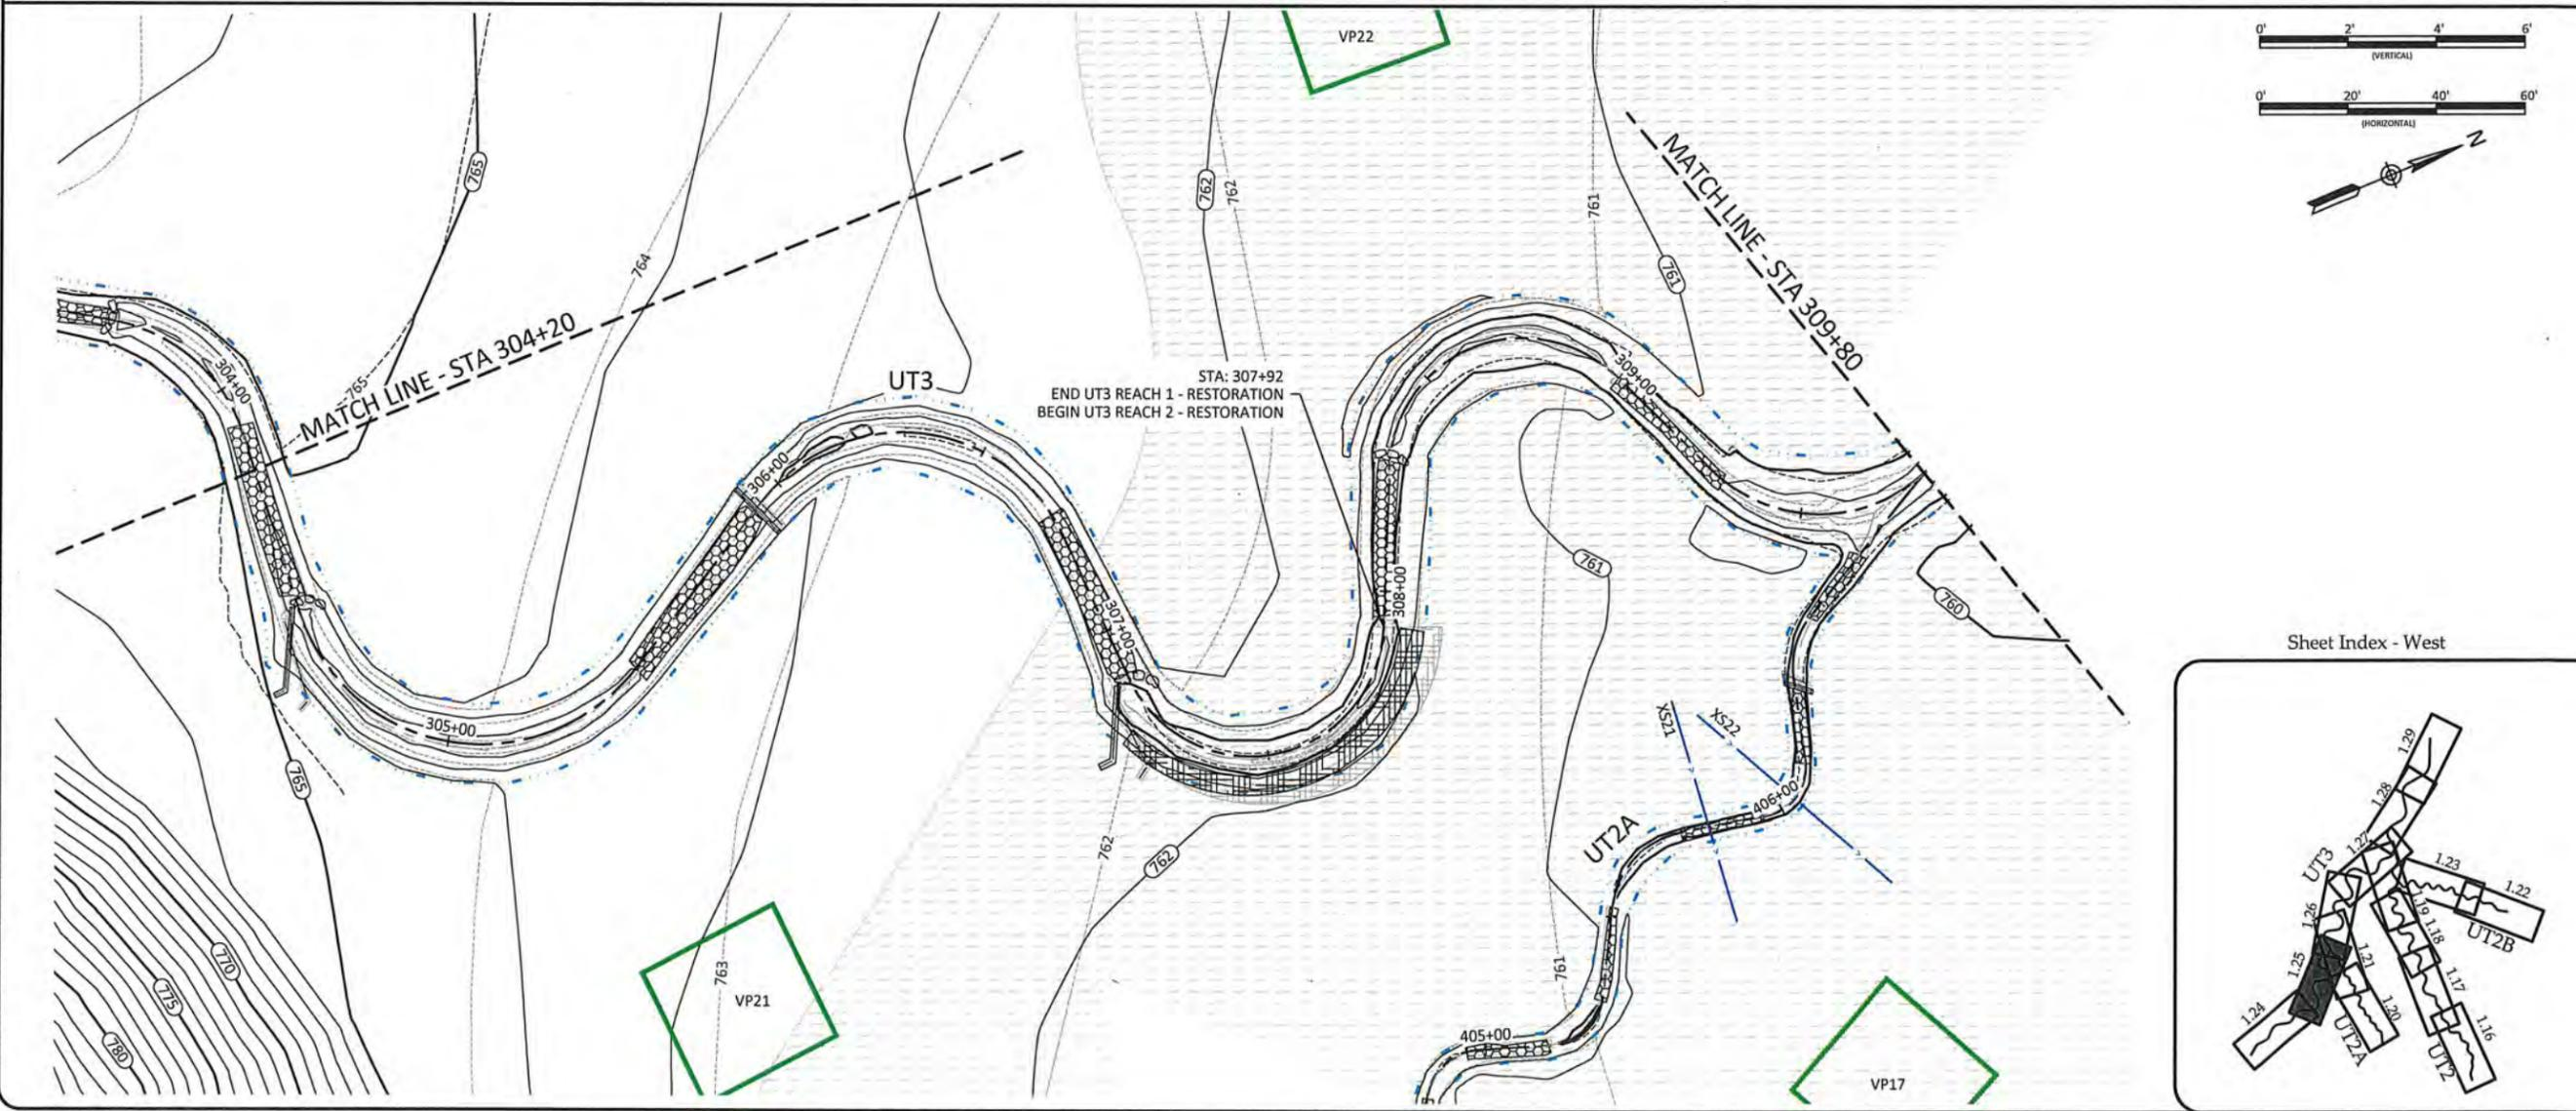 VP22
0' 2' 4' 6'
(VERTICAL)
0' 20' 40' 60'
(HORIZONTAL)
N
765
764
762
762
761
761
MATCH LINE - STA 309+80
MATCH LINE - STA 304+20
765
304+00
UT3
STA: 307+92
END UT3 REACH 1 - RESTORATION
BEGIN UT3 REACH 2 - RESTORATION
309+00
306+00
307+00
308+00
761
760
305+00
765
XS21
XS22
406+00
UT2A
762
762
770
775
780
763
VP21
761
405+00
VP17
Sheet Index - West
1.29
1.28
1.27
UT3
1.23
1.22
UT2B
1.26
1.19
1.18
1.25
1.21
1.17
1.24
1.20
1.16
UT2A
UT2